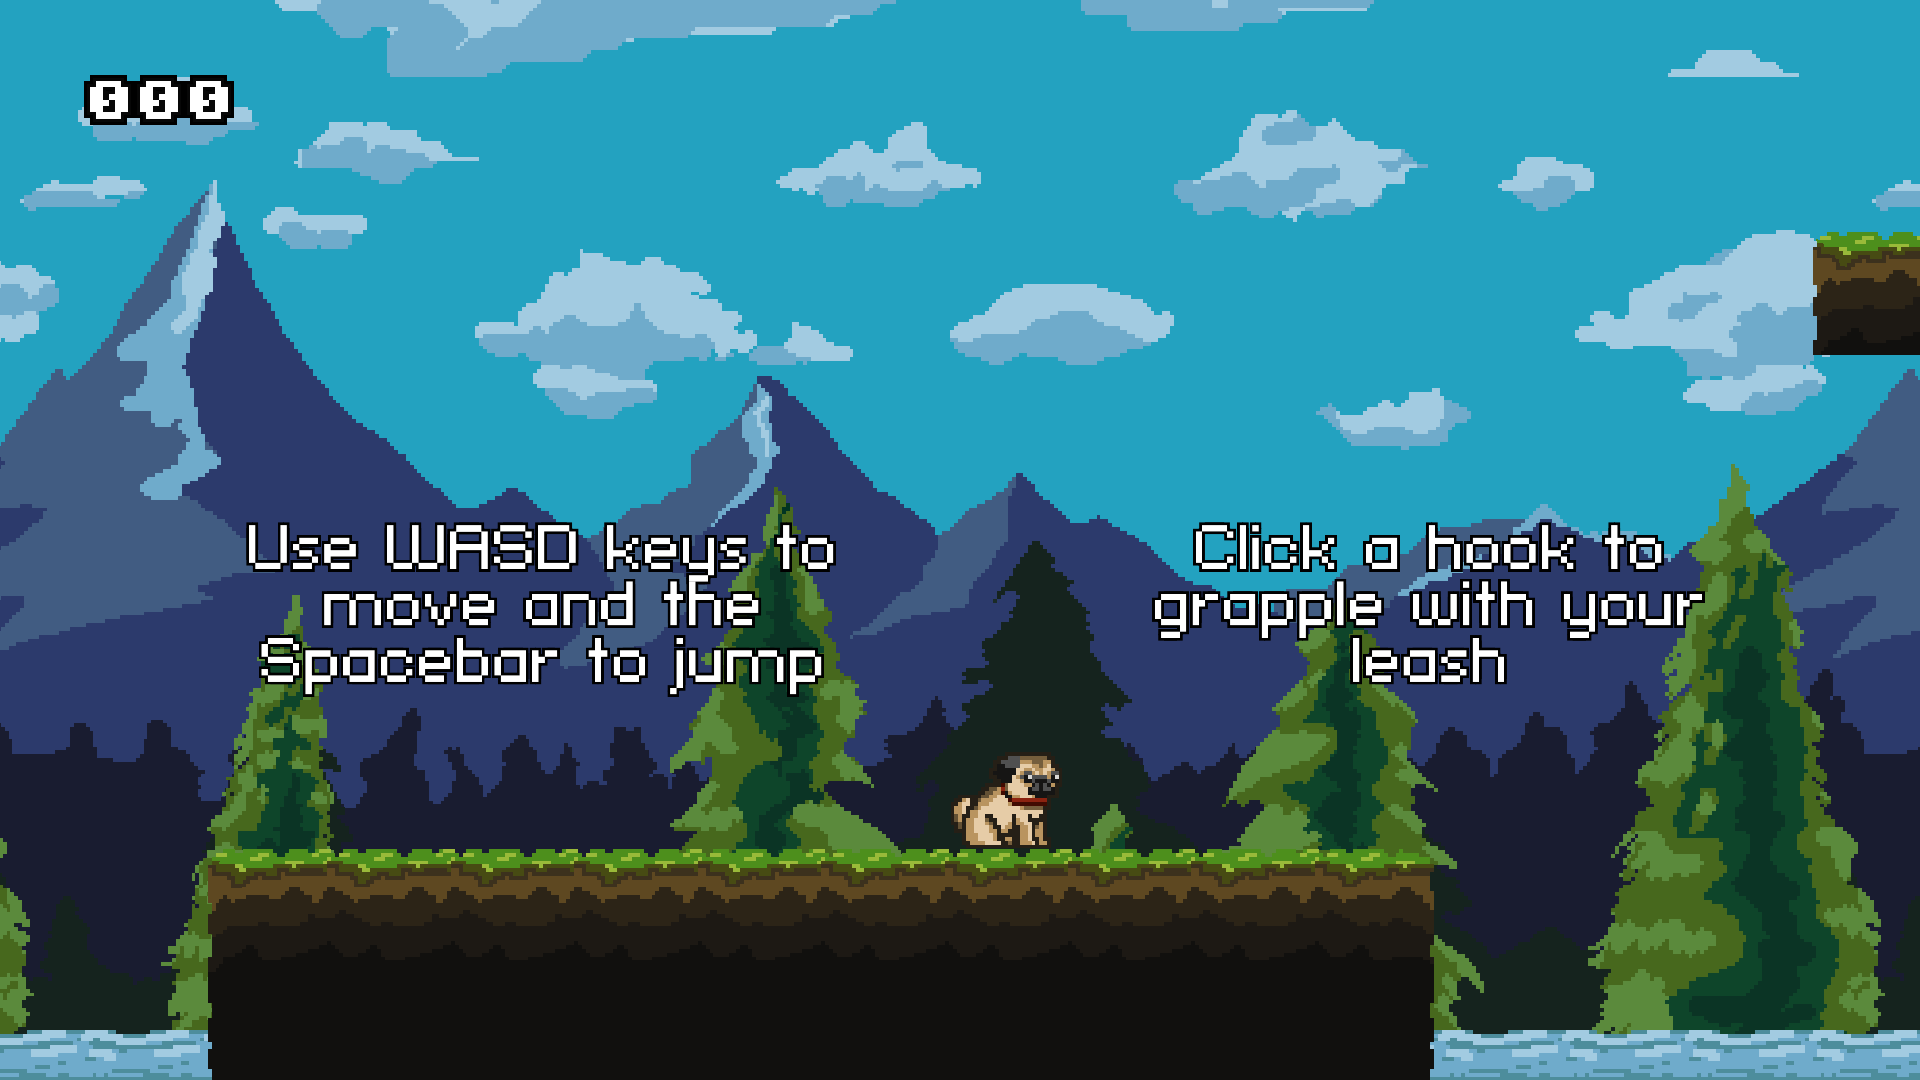 000
Use WASD keys to
move and the
Spacebar to jump
Click a hook to
grapple with your
leash